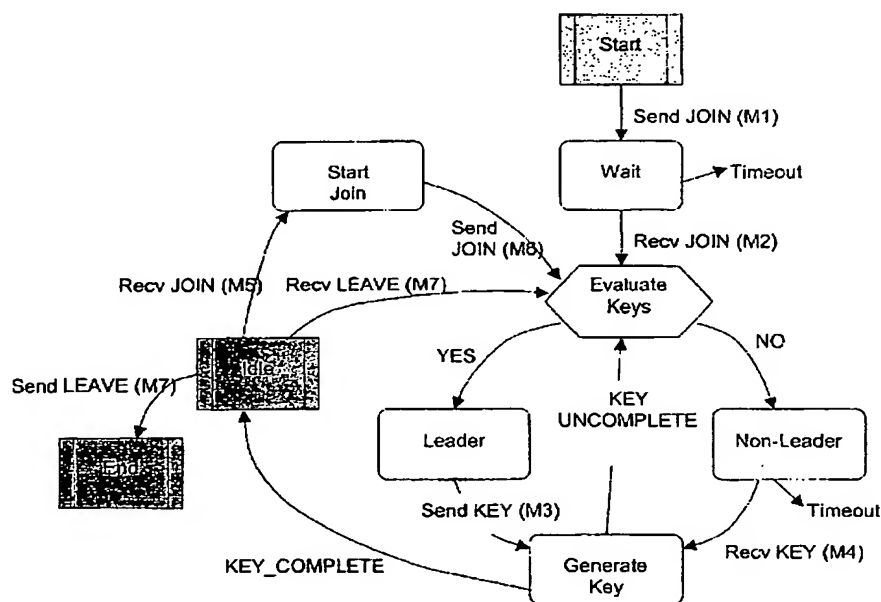 Start
Send JOIN (M1)
Wait
Timeout
Start
Join
Send
JOIN (M6)
Recv JOIN (M2)
Recv JOIN (M5)
Recv LEAVE (M7)
Evaluate
Keys
YES
NO
Idle
Send LEAVE (M7)
KEY
UNCOMPLETE
Leader
Non-Leader
End
Send KEY (M3)
Timeout
Recv KEY (M4)
KEY_COMPLETE
Generate
Key